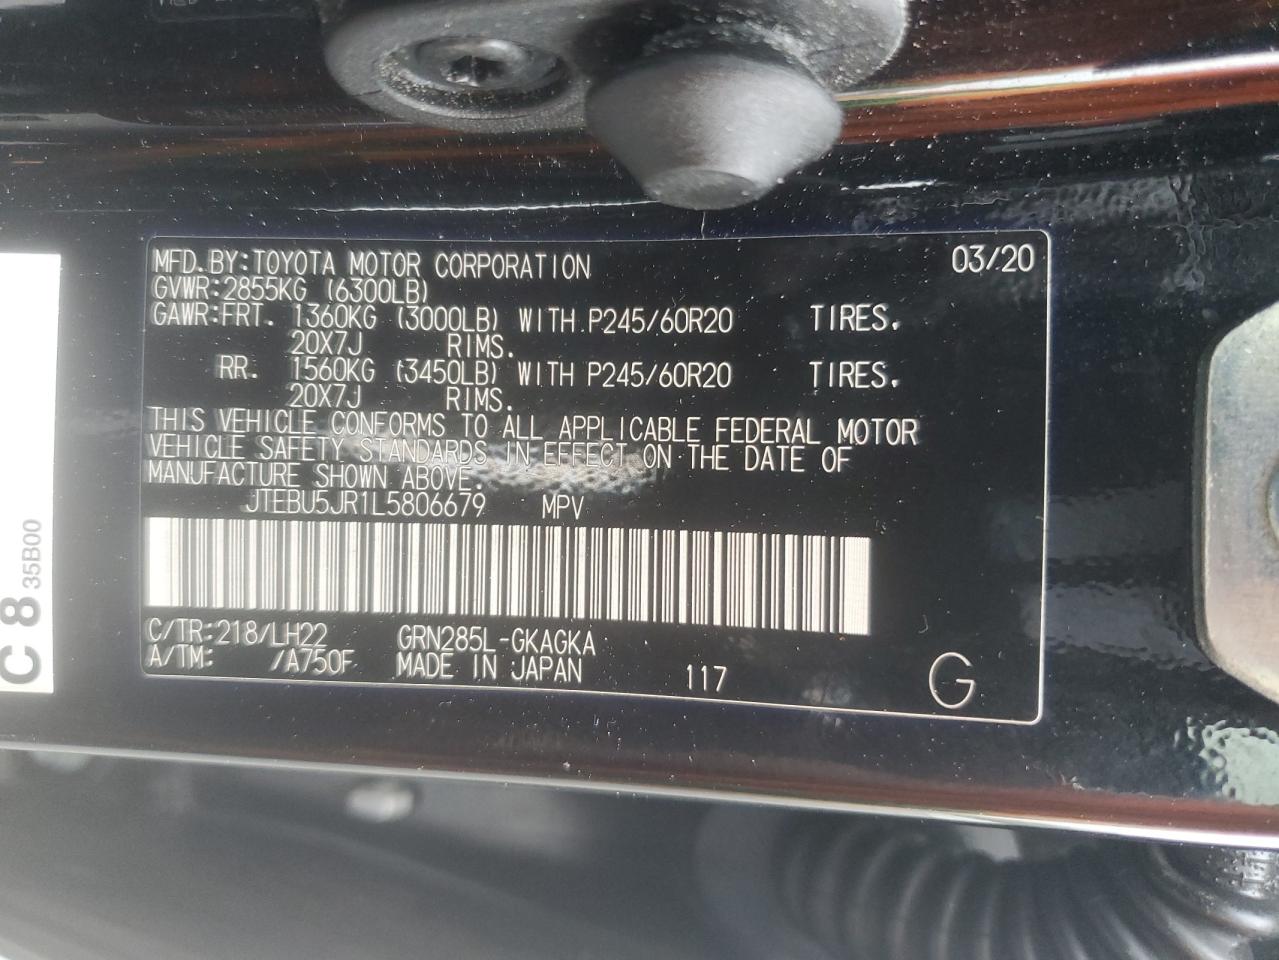 MFD.BY:TOYOTA MOTOR CORPORATION 03/20
GVWR:2855KG (6300LB)
GAWR:FRT. 1360KG (3000LB) WITH P245/60R20 TIRES.
20X7J RIMS.
RR. 1560KG (3450LB) WITH P245/60R20 TIRES.
20X7J RIMS.
THIS VEHICLE CONFORMS TO ALL APPLICABLE FEDERAL MOTOR
VEHICLE SAFETY STANDARDS IN EFFECT ON THE DATE OF
MANUFACTURE SHOWN ABOVE.
JTEBU5JR1L5806679 MPV
C/TR:218/LH22 GRN285L-GKAGKA
A/TM: /A750F MADE IN JAPAN 117 G
C 8 35B00